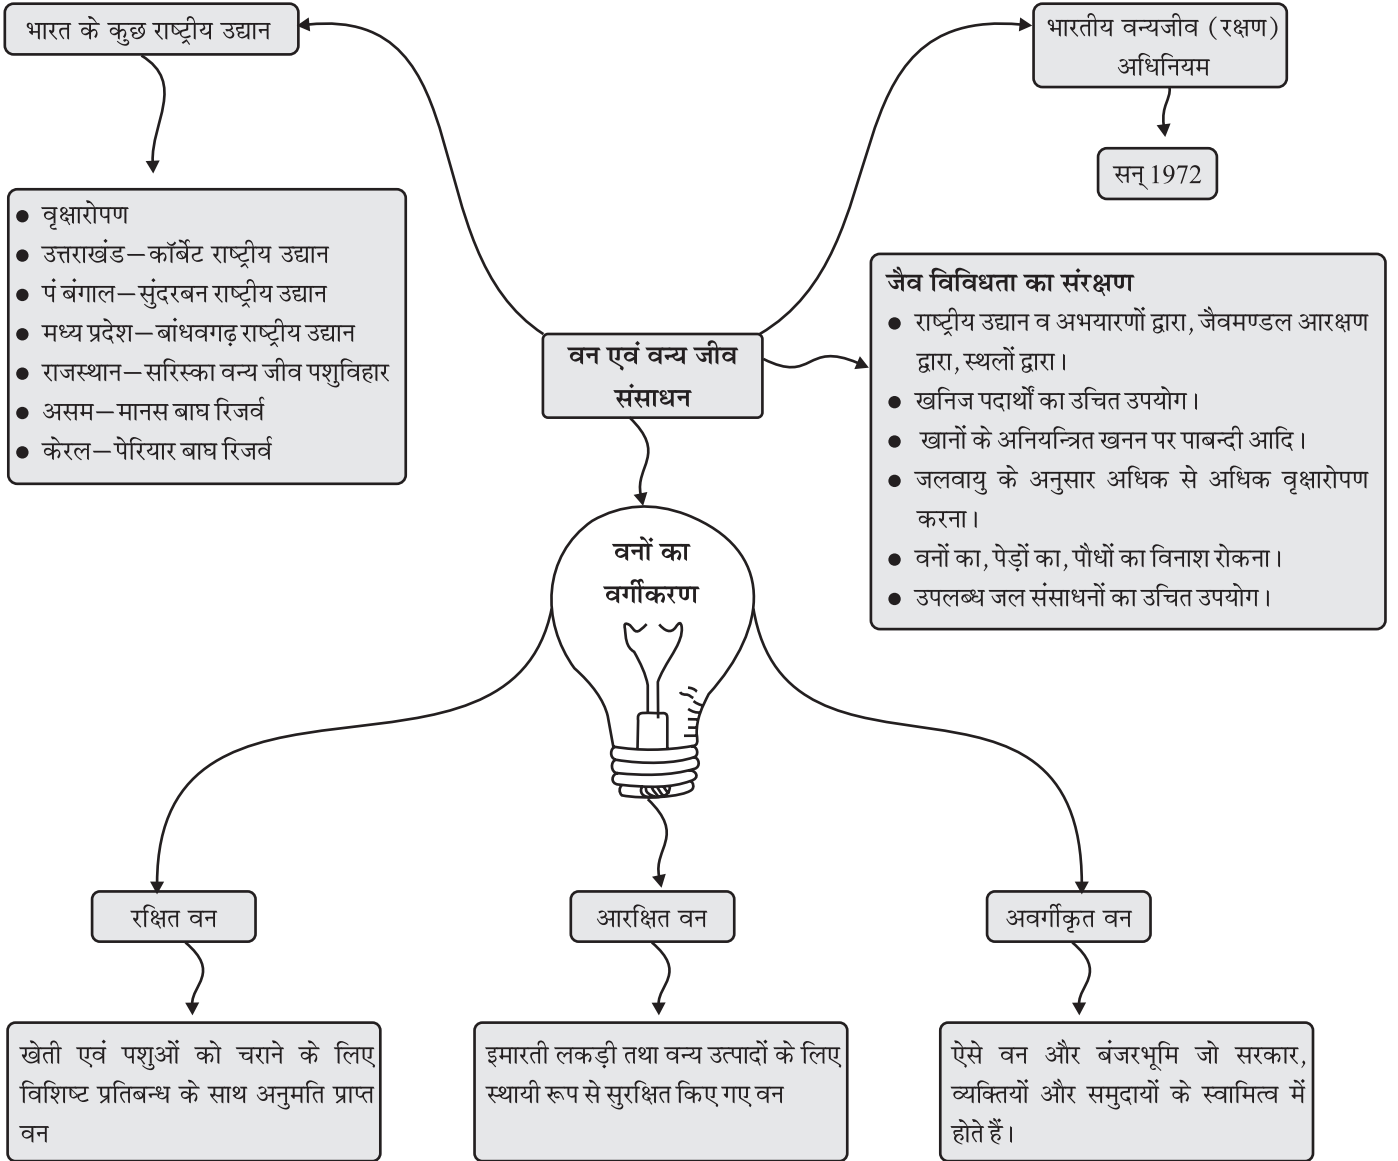 भारत के कुछ राष्ट्रीय उद्यान
भारतीय वन्यजीव (रक्षण)
अधिनियम
सन् 1972
● वृक्षारोपण
● उत्तराखंड—कॉर्बेट राष्ट्रीय उद्यान
● पं बंगाल—सुंदरबन राष्ट्रीय उद्यान
● मध्य प्रदेश—बांधवगढ़ राष्ट्रीय उद्यान
● राजस्थान—सरिस्का वन्य जीव पशुविहार
● असम—मानस बाघ रिजर्व
● केरल—पेरियार बाघ रिजर्व
वन एवं वन्य जीव
संसाधन
जैव विविधता का संरक्षण
● राष्ट्रीय उद्यान व अभयारणों द्वारा, जैवमण्डल आरक्षण
द्वारा, स्थलों द्वारा।
● खनिज पदार्थों का उचित उपयोग।
● खानों के अनियन्त्रित खनन पर पाबन्दी आदि।
● जलवायु के अनुसार अधिक से अधिक वृक्षारोपण
करना।
● वनों का, पेड़ों का, पौधों का विनाश रोकना।
● उपलब्ध जल संसाधनों का उचित उपयोग।
वनों का
वर्गीकरण
रक्षित वन
आरक्षित वन
अवर्गीकृत वन
खेती एवं पशुओं को चराने के लिए
विशिष्ट प्रतिबन्ध के साथ अनुमति प्राप्त
वन
इमारती लकड़ी तथा वन्य उत्पादों के लिए
स्थायी रूप से सुरक्षित किए गए वन
ऐसे वन और बंजरभूमि जो सरकार,
व्यक्तियों और समुदायों के स्वामित्व में
होते हैं।